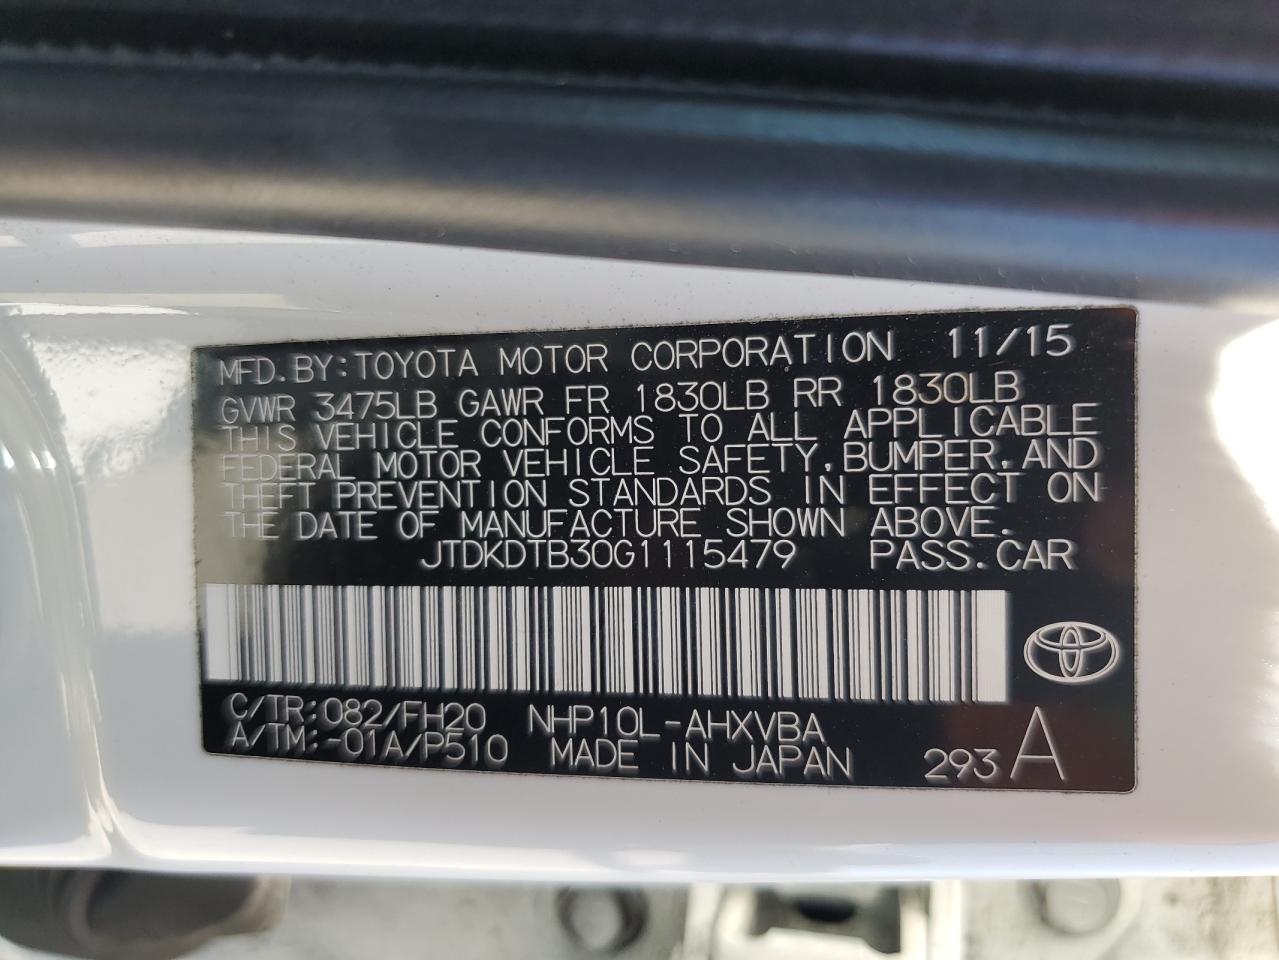 MFD. BY: TOYOTA MOTOR CORPORATION 11/15
GVWR 3475LB GAWR FR 1830LB RR 1830LB
THIS VEHICLE CONFORMS TO ALL APPLICABLE
FEDERAL MOTOR VEHICLE SAFETY, BUMPER, AND
THEFT PREVENTION STANDARDS IN EFFECT ON
THE DATE OF MANUFACTURE SHOWN ABOVE.
JTDKDTB30G1115479 PASS. CAR
C/TR: 082/FH20 NHP10L-AHXVBA
A/TM: -01A/P510 MADE IN JAPAN 293 A